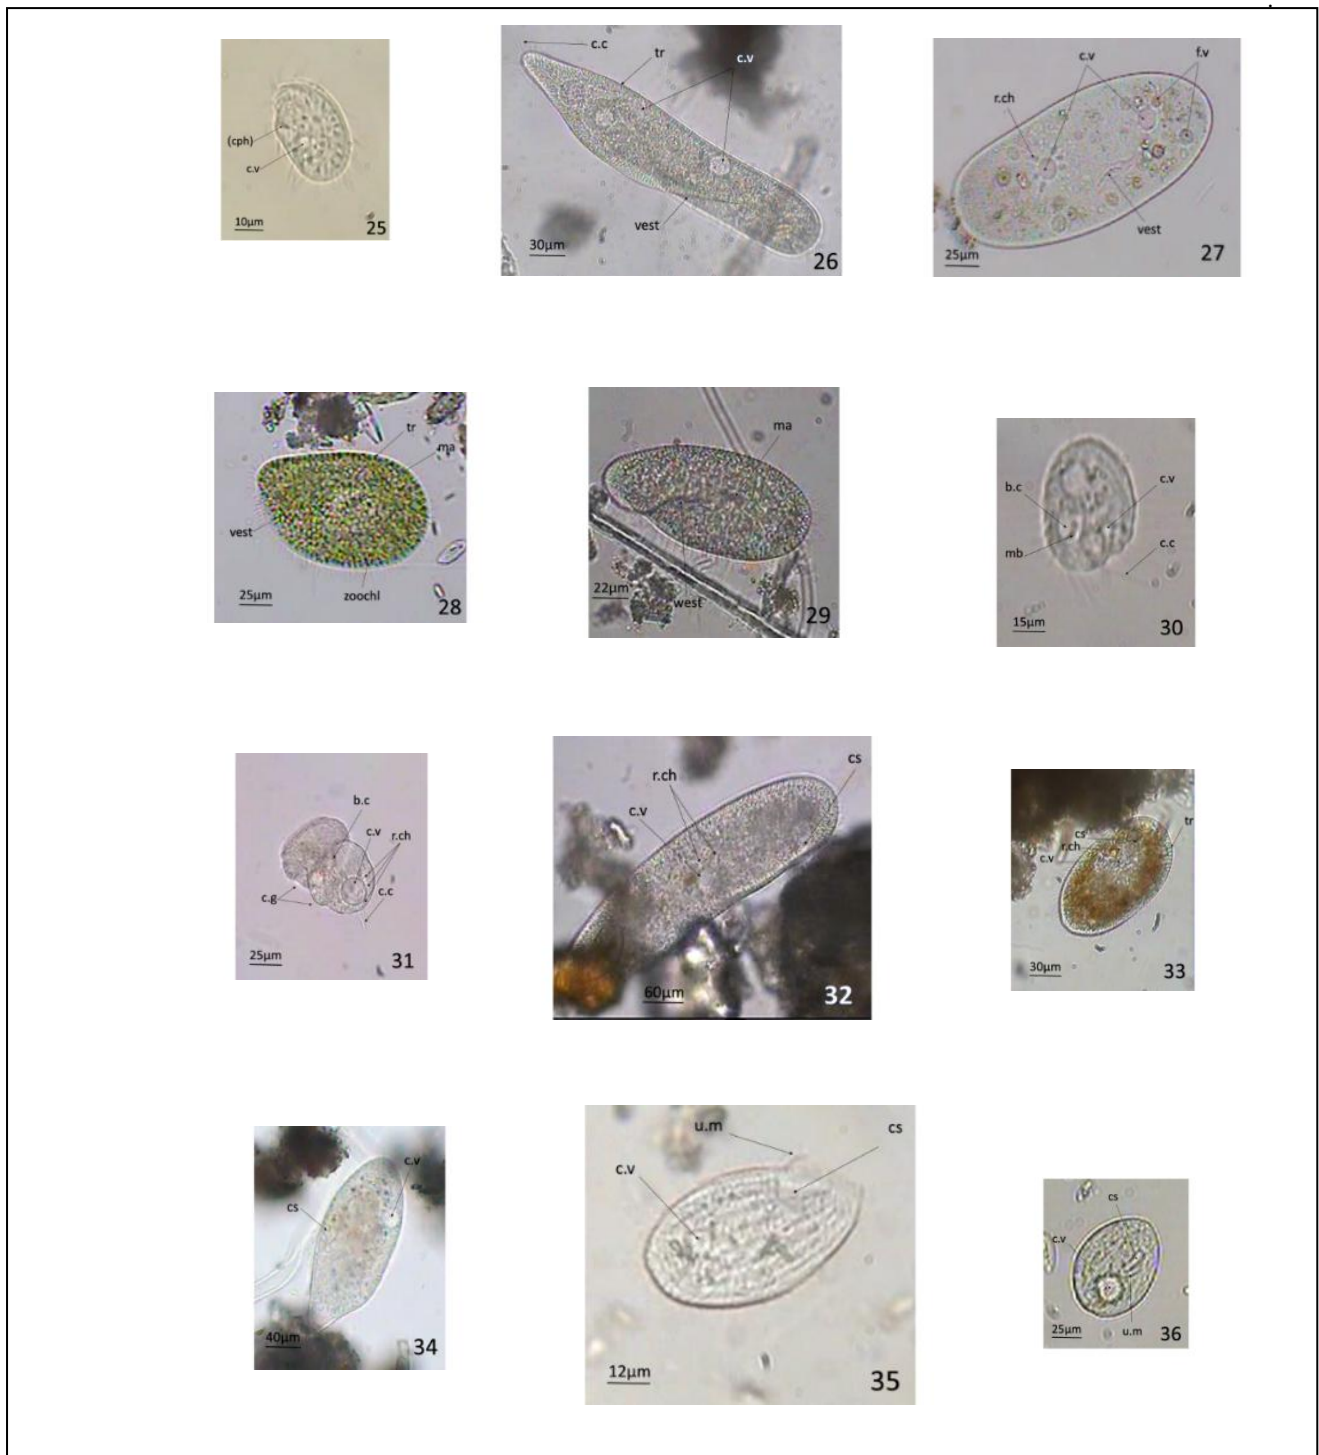 (cph)
c.v
10µm
25
c.c
tr
c.v
vest
30µm
26
c.v
f.v
r.ch
vest
25µm
27
tr
ma
vest
zoochl
25µm
28
ma
22µm
west
29
b.c
c.v
mb
c.c
15µm
30
b.c
c.v
r.ch
c.c
c.g
25µm
31
cs
r.ch
c.v
60µm
32
cs
tr
r.ch
c.v
30µm
33
c.v
cs
40µm
34
u.m
cs
c.v
12µm
35
cs
c.v
25µm
u.m
36